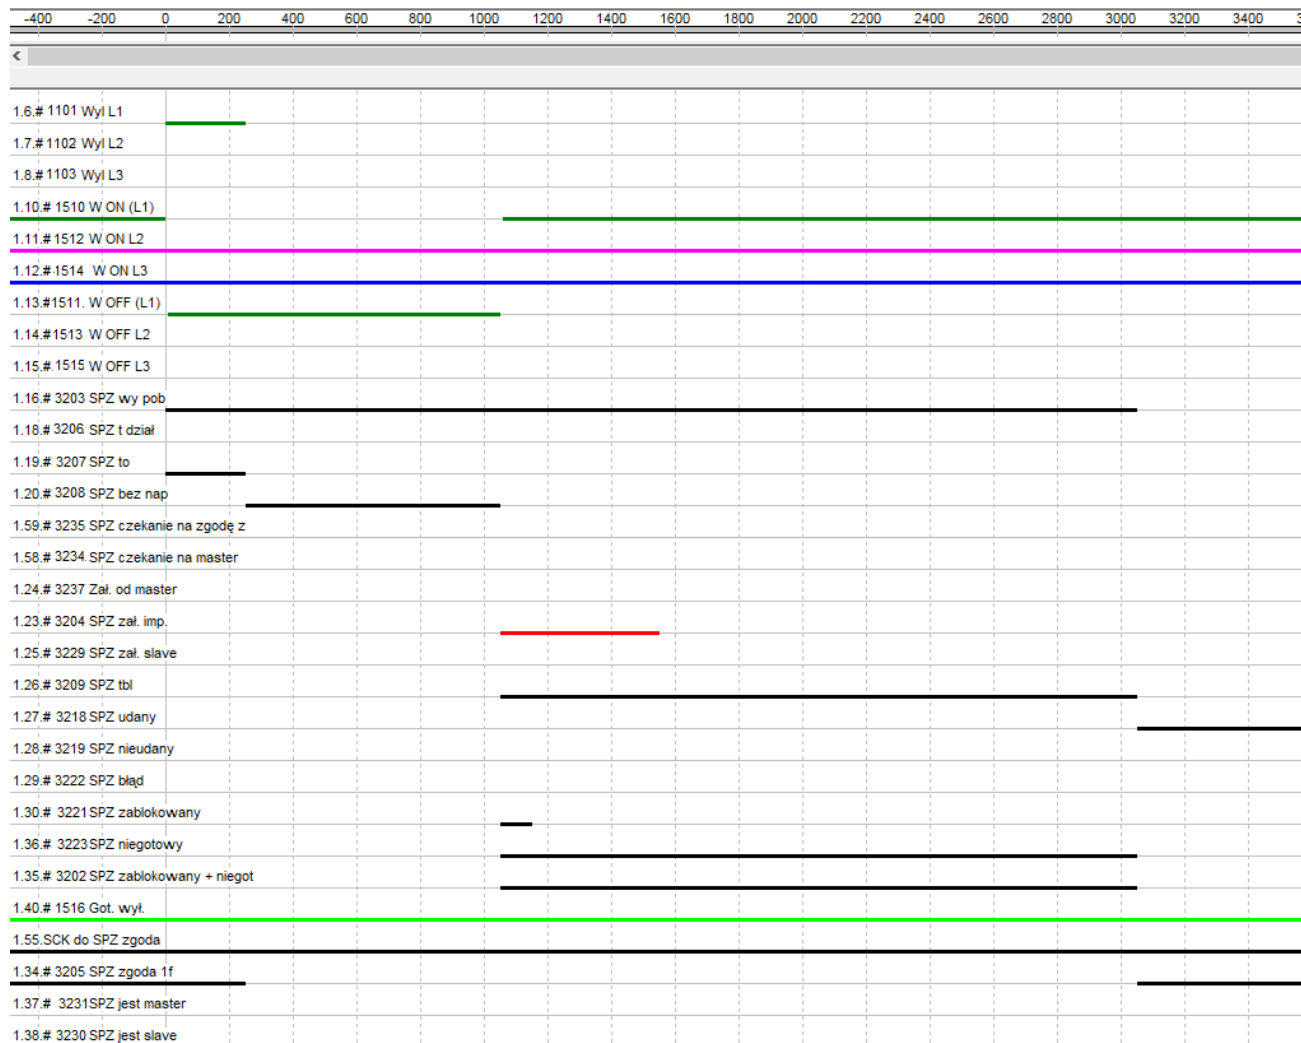 -400 -200 0 200 400 600 800 1000 1200 1400 1600 1800 2000 2200 2400 2600 2800 3000 3200 3400
<
1.6.# 1101 Wyl L1
1.7.# 1102 Wyl L2
1.8.# 1103 Wyl L3
1.10.# 1510 W ON (L1)
1.11.#1512 W ON L2
1.12.#.1514 W ON L3
1.13.#1511. W OFF (L1)
1.14.#1513 W OFF L2
1.15.#.1515 W OFF L3
1.16.# 3203 SPZ wy pob
1.18.# 3206. SPZ t dział
1.19.# 3207 SPZ to
1.20.# 3208 SPZ bez nap
1.59.# 3235 SPZ czekanie na zgodę z
1.58.# 3234. SPZ czekanie na master
1.24.# 3237 Zał. od master
1.23.# 3204 SPZ zał. imp.
1.25.# 3229 SPZ zał. slave
1.26.# 3209 SPZ tbl
1.27.# 3218 SPZ udany
1.28.# 3219 SPZ nieudany
1.29.# 3222 SPZ błąd
1.30.# 3221 SPZ zablokowany
1.36.# 3223 SPZ niegotowy
1.35.# 3202 SPZ zablokowany + niegot
1.40.# 1516 Got. wył.
1.55.SCK do SPZ zgoda
1.34.# 3205 SPZ zgoda 1f
1.37.# 3231SPZ jest master
1.38.# 3230 SPZ jest slave